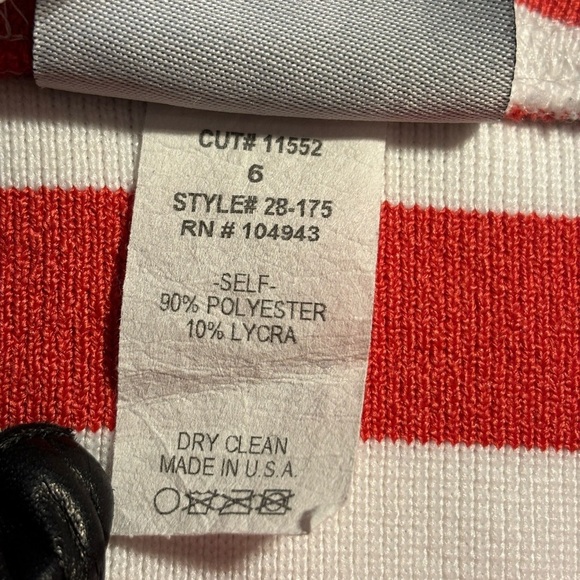 CUT# 11552
6
STYLE# 28-175
RN # 104943
-SELF-
90% POLYESTER
10% LYCRA
DRY CLEAN
MADE IN U.S.A.